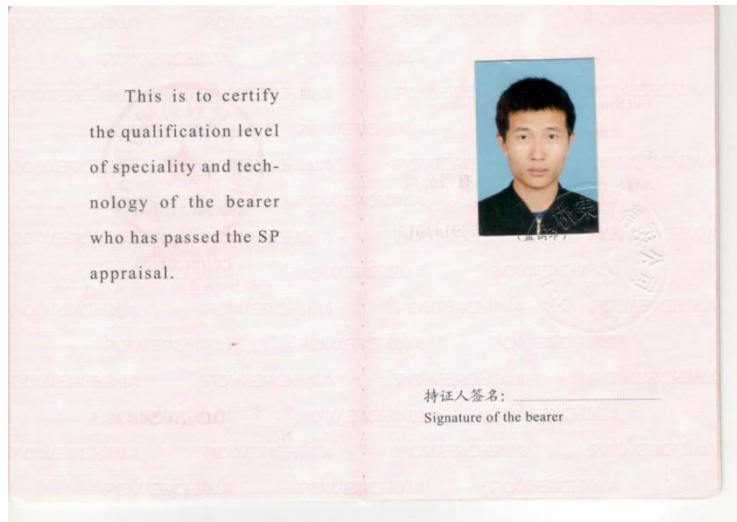 This is to certify
the qualification level
of speciality and tech-
nology of the bearer
who has passed the SP
appraisal.
持证人签名:
Signature of the bearer